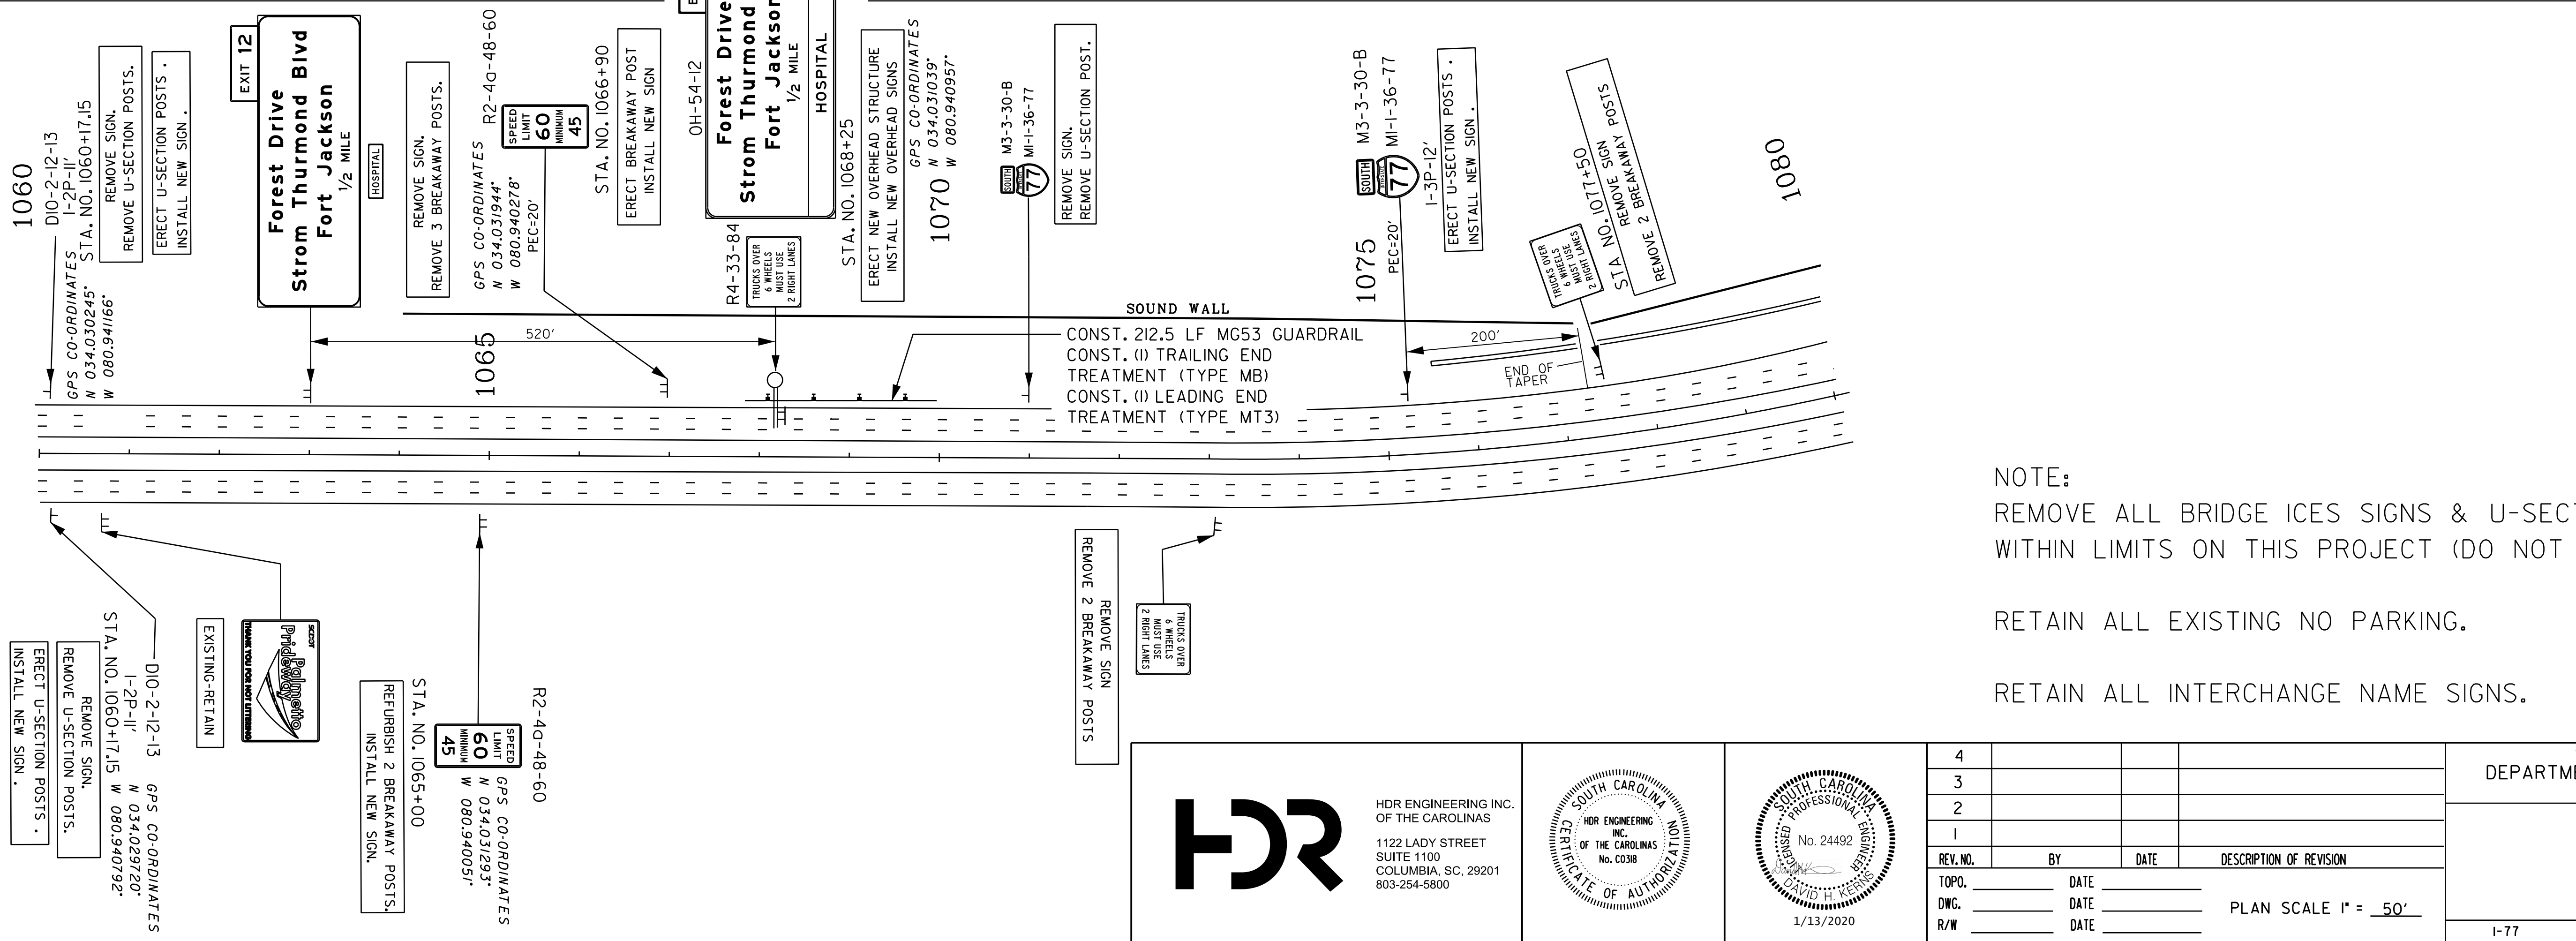 1060
D10-2-12-13
1-2P-11'
STA. NO. 1060+17.15
GPS CO-ORDINATES
N 034.030245°
W 080.941166°
REMOVE SIGN.
REMOVE U-SECTION POSTS.
ERECT U-SECTION POSTS .
INSTALL NEW SIGN .
EXIT 12
Forest Drive
Strom Thurmond Blvd
Fort Jackson
1/2 MILE
HOSPITAL
REMOVE SIGN.
REMOVE 3 BREAKAWAY POSTS.
520'
1065
R2-4a-48-60
GPS CO-ORDINATES
N 034.031944°
W 080.940278°
PEC=20'
SPEED
LIMIT
60
MINIMUM
45
STA. NO. 1066+90
ERECT BREAKAWAY POST
INSTALL NEW SIGN
OH-54-12
Forest Drive
Strom Thurmond
Fort Jackson
1/2 MILE
HOSPITAL
R4-33-84
TRUCKS OVER
6 WHEELS
MUST USE
2 RIGHT LANES
STA. NO. 1068+25
ERECT NEW OVERHEAD STRUCTURE
INSTALL NEW OVERHEAD SIGNS
GPS CO-ORDINATES
N 034.031039°
W 080.940957°
1070
M3-3-30-B
M1-1-36-77
SOUTH
77
REMOVE SIGN.
REMOVE U-SECTION POST.
SOUND WALL
CONST. 212.5 LF MG53 GUARDRAIL
CONST. (1) TRAILING END
TREATMENT (TYPE MB)
CONST. (1) LEADING END
TREATMENT (TYPE MT3)
1075
PEC=20'
M3-3-30-B
M1-1-36-77
SOUTH
INTERSTATE
77
1-3P-12'
ERECT U-SECTION POSTS .
INSTALL NEW SIGN .
200'
END OF
TAPER
TRUCKS OVER
6 WHEELS
MUST USE
2 RIGHT LANES
STA NO. 1077+50
REMOVE SIGN
REMOVE 2 BREAKAWAY POSTS
1080
D10-2-12-13
1-2P-11'
STA. NO. 1060+17.15
GPS CO-ORDINATES
N 034.029720°
W 080.940792°
REMOVE SIGN.
REMOVE U-SECTION POSTS.
ERECT U-SECTION POSTS .
INSTALL NEW SIGN .
EXISTING-RETAIN
SCDOT
Palmetto
Prideway
THANK YOU FOR NOT LITTERING
R2-4a-48-60
GPS CO-ORDINATES
N 034.031293°
W 080.940051°
SPEED
LIMIT
60
MINIMUM
45
STA. NO. 1065+00
REFURBISH 2 BREAKAWAY POSTS.
INSTALL NEW SIGN.
REMOVE SIGN
REMOVE 2 BREAKAWAY POSTS
TRUCKS OVER
6 WHEELS
MUST USE
2 RIGHT LANES
NOTE:
REMOVE ALL BRIDGE ICES SIGNS & U-SEC
WITHIN LIMITS ON THIS PROJECT (DO NOT
RETAIN ALL EXISTING NO PARKING.
RETAIN ALL INTERCHANGE NAME SIGNS.
HDR
HDR ENGINEERING INC.
OF THE CAROLINAS
1122 LADY STREET
SUITE 1100
COLUMBIA, SC, 29201
803-254-5800
SOUTH CAROLINA
HDR ENGINEERING
INC.
OF THE CAROLINAS
No. C0318
CERTIFICATE OF AUTHORIZATION
SOUTH CAROLINA
PROFESSIONAL ENGINEER
LICENSED
No. 24492
DAVID H. KERNS
1/13/2020
4
3
2
1
REV. NO. BY DATE DESCRIPTION OF REVISION
TOPO. DATE
DWG. DATE
R/W DATE
PLAN SCALE 1" = 50'
DEPARTM
I-77